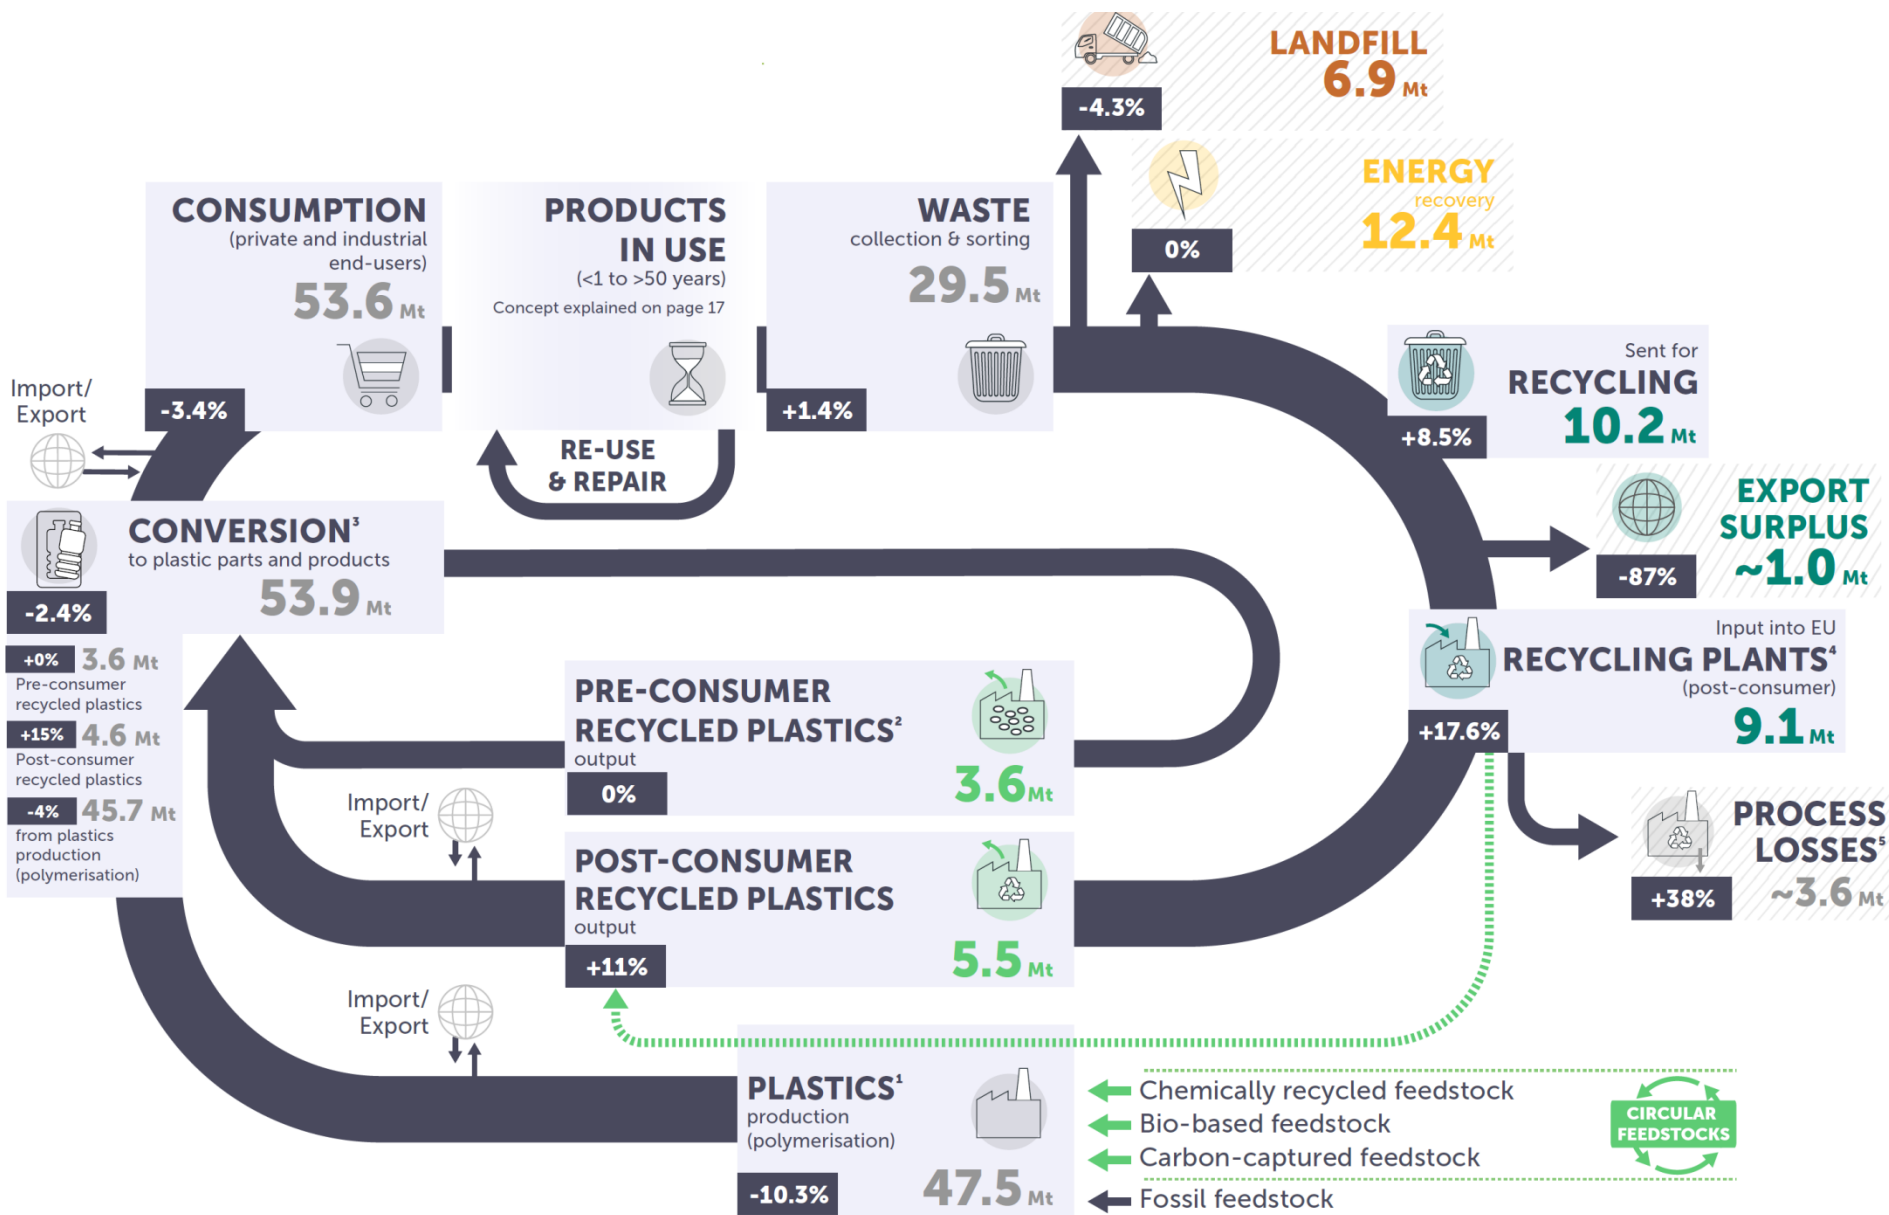 LANDFILL
6.9 Mt
-4.3%
ENERGY
recovery
12.4 Mt
0%
CONSUMPTION
(private and industrial
end-users)
53.6 Mt
-3.4%
PRODUCTS
IN USE
(<1 to >50 years)
Concept explained on page 17
RE-USE
& REPAIR
WASTE
collection & sorting
29.5 Mt
+1.4%
Sent for
RECYCLING
10.2 Mt
+8.5%
Import/
Export
EXPORT
SURPLUS
~1.0 Mt
-87%
CONVERSION³
to plastic parts and products
53.9 Mt
-2.4%
+0% 3.6 Mt
Pre-consumer
recycled plastics
+15% 4.6 Mt
Post-consumer
recycled plastics
-4% 45.7 Mt
from plastics
production
(polymerisation)
Input into EU
RECYCLING PLANTS⁴
(post-consumer)
9.1 Mt
+17.6%
PRE-CONSUMER
RECYCLED PLASTICS²
output
3.6 Mt
0%
Import/
Export
POST-CONSUMER
RECYCLED PLASTICS
output
5.5 Mt
+11%
PROCESS
LOSSES⁵
~3.6 Mt
+38%
Import/
Export
PLASTICS¹
production
(polymerisation)
47.5 Mt
-10.3%
Chemically recycled feedstock
Bio-based feedstock
Carbon-captured feedstock
Fossil feedstock
CIRCULAR
FEEDSTOCKS